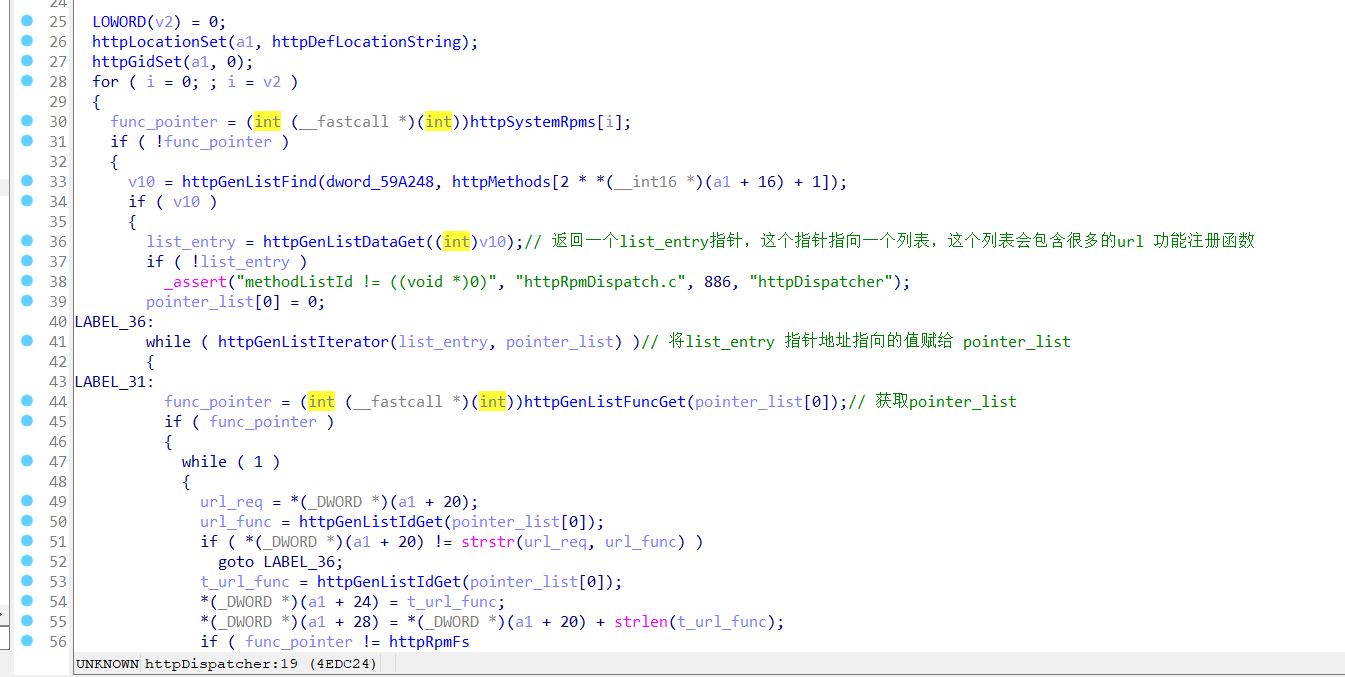 24
25 LOWORD(v2) = 0;
26 httpLocationSet(a1, httpDefLocationString);
27 httpGidSet(a1, 0);
28 for ( i = 0; ; i = v2 )
29 {
30 func_pointer = (int (__fastcall *)(int))httpSystemRpms[i];
31 if ( !func_pointer )
32 {
33 v10 = httpGenListFind(dword_59A248, httpMethods[2 * *(__int16 *)(a1 + 16) + 1]);
34 if ( v10 )
35 {
36 list_entry = httpGenListDataGet((int)v10);// 返回一个list_entry指针，这个指针指向一个列表，这个列表会包含很多的url 功能注册函数
37 if ( !list_entry )
38 _assert("methodListId != ((void *)0)", "httpRpmDispatch.c", 886, "httpDispatcher");
39 pointer_list[0] = 0;
40 LABEL_36:
41 while ( httpGenListIterator(list_entry, pointer_list) )// 将list_entry 指针地址指向的值赋给 pointer_list
42 {
43 LABEL_31:
44 func_pointer = (int (__fastcall *)(int))httpGenListFuncGet(pointer_list[0]);// 获取pointer_list
45 if ( func_pointer )
46 {
47 while ( 1 )
48 {
49 url_req = *(_DWORD *)(a1 + 20);
50 url_func = httpGenListIdGet(pointer_list[0]);
51 if ( *(_DWORD *)(a1 + 20) != strstr(url_req, url_func) )
52 goto LABEL_36;
53 t_url_func = httpGenListIdGet(pointer_list[0]);
54 *(_DWORD *)(a1 + 24) = t_url_func;
55 *(_DWORD *)(a1 + 28) = *(_DWORD *)(a1 + 20) + strlen(t_url_func);
56 if ( func_pointer != httpRpmFs
UNKNOWN httpDispatcher:19 (4EDC24)